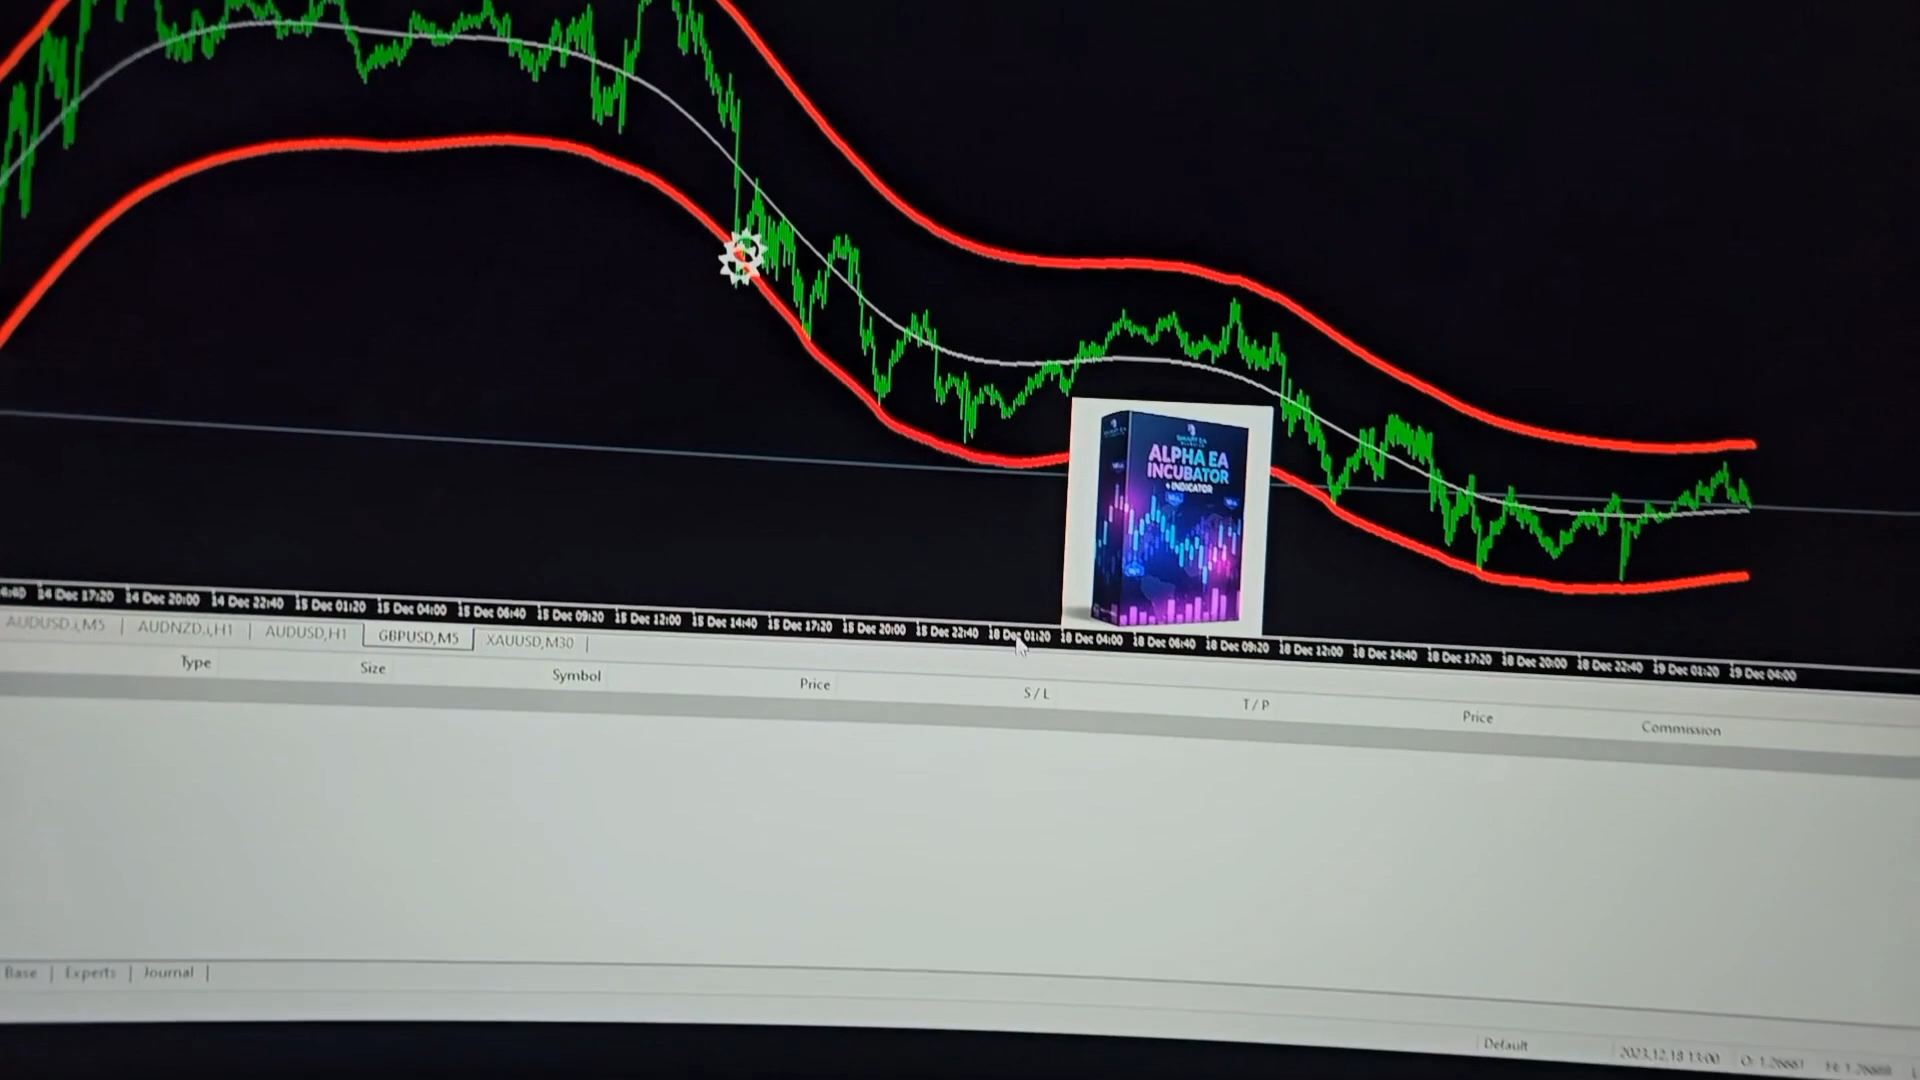 ALPHA EA
INCUBATOR
+ INDICATOR
14 Dec 17:20 14 Dec 20:00 14 Dec 22:40 15 Dec 01:20 15 Dec 04:00 15 Dec 06:40 15 Dec 09:20 15 Dec 12:00 15 Dec 14:40 15 Dec 17:20 15 Dec 20:00 15 Dec 22:40 18 Dec 01:20 18 Dec 04:00 18 Dec 06:40 18 Dec 09:20 18 Dec 12:00 18 Dec 14:40 18 Dec 17:20 18 Dec 20:00 18 Dec 22:40 19 Dec 01:20 19 Dec 04:00
AUDUSD.i,M5 | AUDNZD.i,H1 | AUDUSD,H1 | GBPUSD,M5 | XAUUSD,M30 |
Type Size Symbol Price S / L T / P Price Commission
Base | Experts | Journal |
Default 2023.12.18 13:00